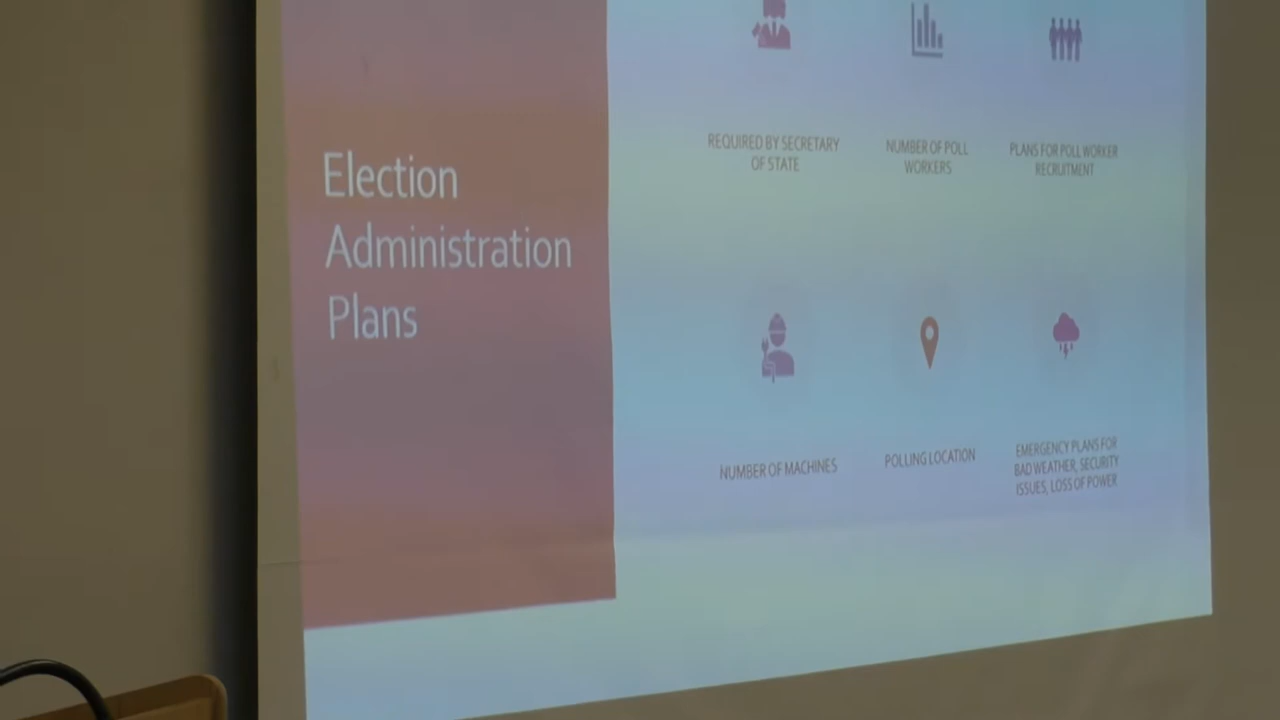 Election
Administration
Plans
REQUIRED BY SECRETARY
OF STATE
NUMBER OF POLL
WORKERS
PLANS FOR POLL WORKER
RECRUITMENT
NUMBER OF MACHINES
POLLING LOCATION
EMERGENCY PLANS FOR
BAD WEATHER, SECURITY
ISSUES, LOSS OF POWER